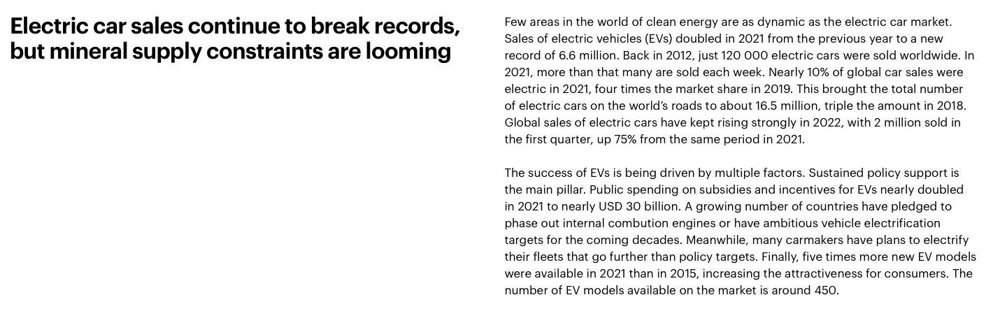 Electric car sales continue to break records,
but mineral supply constraints are looming
Few areas in the world of clean energy are as dynamic as the electric car market.
Sales of electric vehicles (EVs) doubled in 2021 from the previous year to a new
record of 6.6 million. Back in 2012, just 120 000 electric cars were sold worldwide. In
2021, more than that many are sold each week. Nearly 10% of global car sales were
electric in 2021, four times the market share in 2019. This brought the total number
of electric cars on the world’s roads to about 16.5 million, triple the amount in 2018.
Global sales of electric cars have kept rising strongly in 2022, with 2 million sold in
the first quarter, up 75% from the same period in 2021.
The success of EVs is being driven by multiple factors. Sustained policy support is
the main pillar. Public spending on subsidies and incentives for EVs nearly doubled
in 2021 to nearly USD 30 billion. A growing number of countries have pledged to
phase out internal combution engines or have ambitious vehicle electrification
targets for the coming decades. Meanwhile, many carmakers have plans to electrify
their fleets that go further than policy targets. Finally, five times more new EV models
were available in 2021 than in 2015, increasing the attractiveness for consumers. The
number of EV models available on the market is around 450.